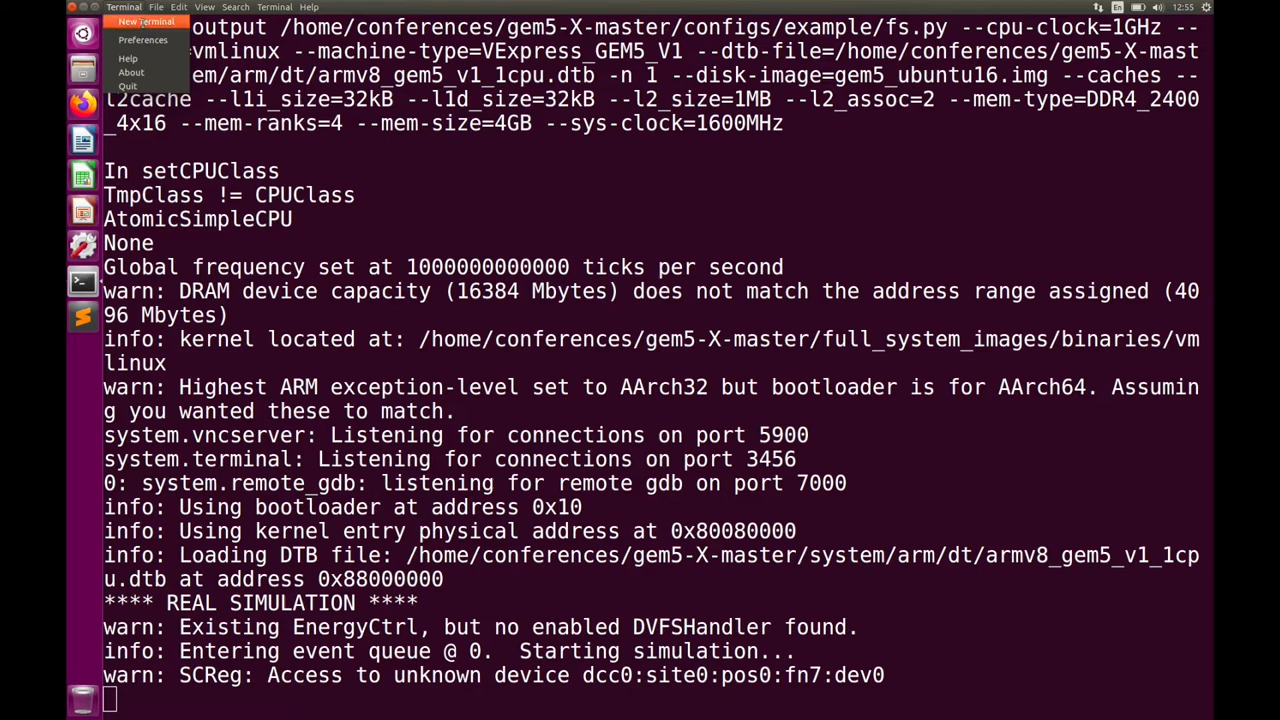 Terminal File Edit View Search Terminal Help
En 12:55
New Terminal
Preferences
Help
About
Quit
output /home/conferences/gem5-X-master/configs/example/fs.py --cpu-clock=1GHz --
=vmlinux --machine-type=VExpress_GEM5_V1 --dtb-file=/home/conferences/gem5-X-mast
em/arm/dt/armv8_gem5_v1_1cpu.dtb -n 1 --disk-image=gem5_ubuntu16.img --caches --
l2cache --l1i_size=32kB --l1d_size=32kB --l2_size=1MB --l2_assoc=2 --mem-type=DDR4_2400
_4x16 --mem-ranks=4 --mem-size=4GB --sys-clock=1600MHz
In setCPUClass
TmpClass != CPUClass
AtomicSimpleCPU
None
Global frequency set at 1000000000000 ticks per second
warn: DRAM device capacity (16384 Mbytes) does not match the address range assigned (40
96 Mbytes)
info: kernel located at: /home/conferences/gem5-X-master/full_system_images/binaries/vm
linux
warn: Highest ARM exception-level set to AArch32 but bootloader is for AArch64. Assumin
g you wanted these to match.
system.vncserver: Listening for connections on port 5900
system.terminal: Listening for connections on port 3456
0: system.remote_gdb: listening for remote gdb on port 7000
info: Using bootloader at address 0x10
info: Using kernel entry physical address at 0x80080000
info: Loading DTB file: /home/conferences/gem5-X-master/system/arm/dt/armv8_gem5_v1_1cp
u.dtb at address 0x88000000
**** REAL SIMULATION ****
warn: Existing EnergyCtrl, but no enabled DVFSHandler found.
info: Entering event queue @ 0.  Starting simulation...
warn: SCReg: Access to unknown device dcc0:site0:pos0:fn7:dev0